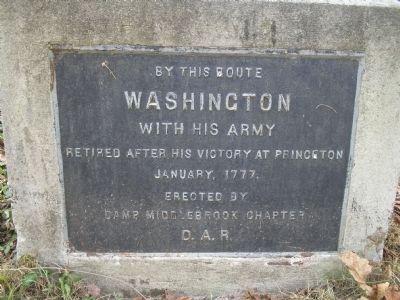 BY THIS ROUTE
WASHINGTON
WITH HIS ARMY
RETIRED AFTER HIS VICTORY AT PRINCETON
JANUARY, 1777.
ERECTED BY
CAMP MIDDLEBROOK CHAPTER
D. A. R.